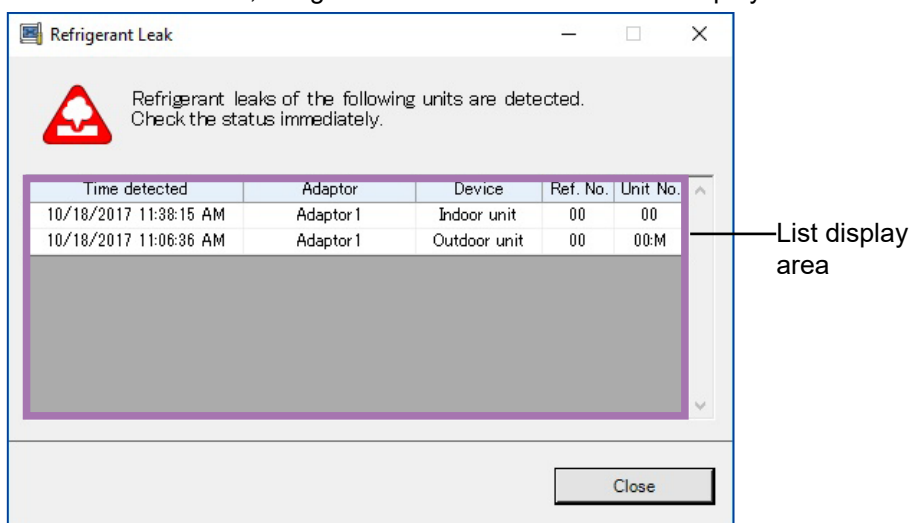 Refrigerant Leak
Refrigerant leaks of the following units are detected.
Check the status immediately.
Time detected Adaptor Device Ref. No. Unit No.
10/18/2017 11:38:15 AM Adaptor1 Indoor unit 00 00
10/18/2017 11:06:36 AM Adaptor1 Outdoor unit 00 00:M
List display
area
Close